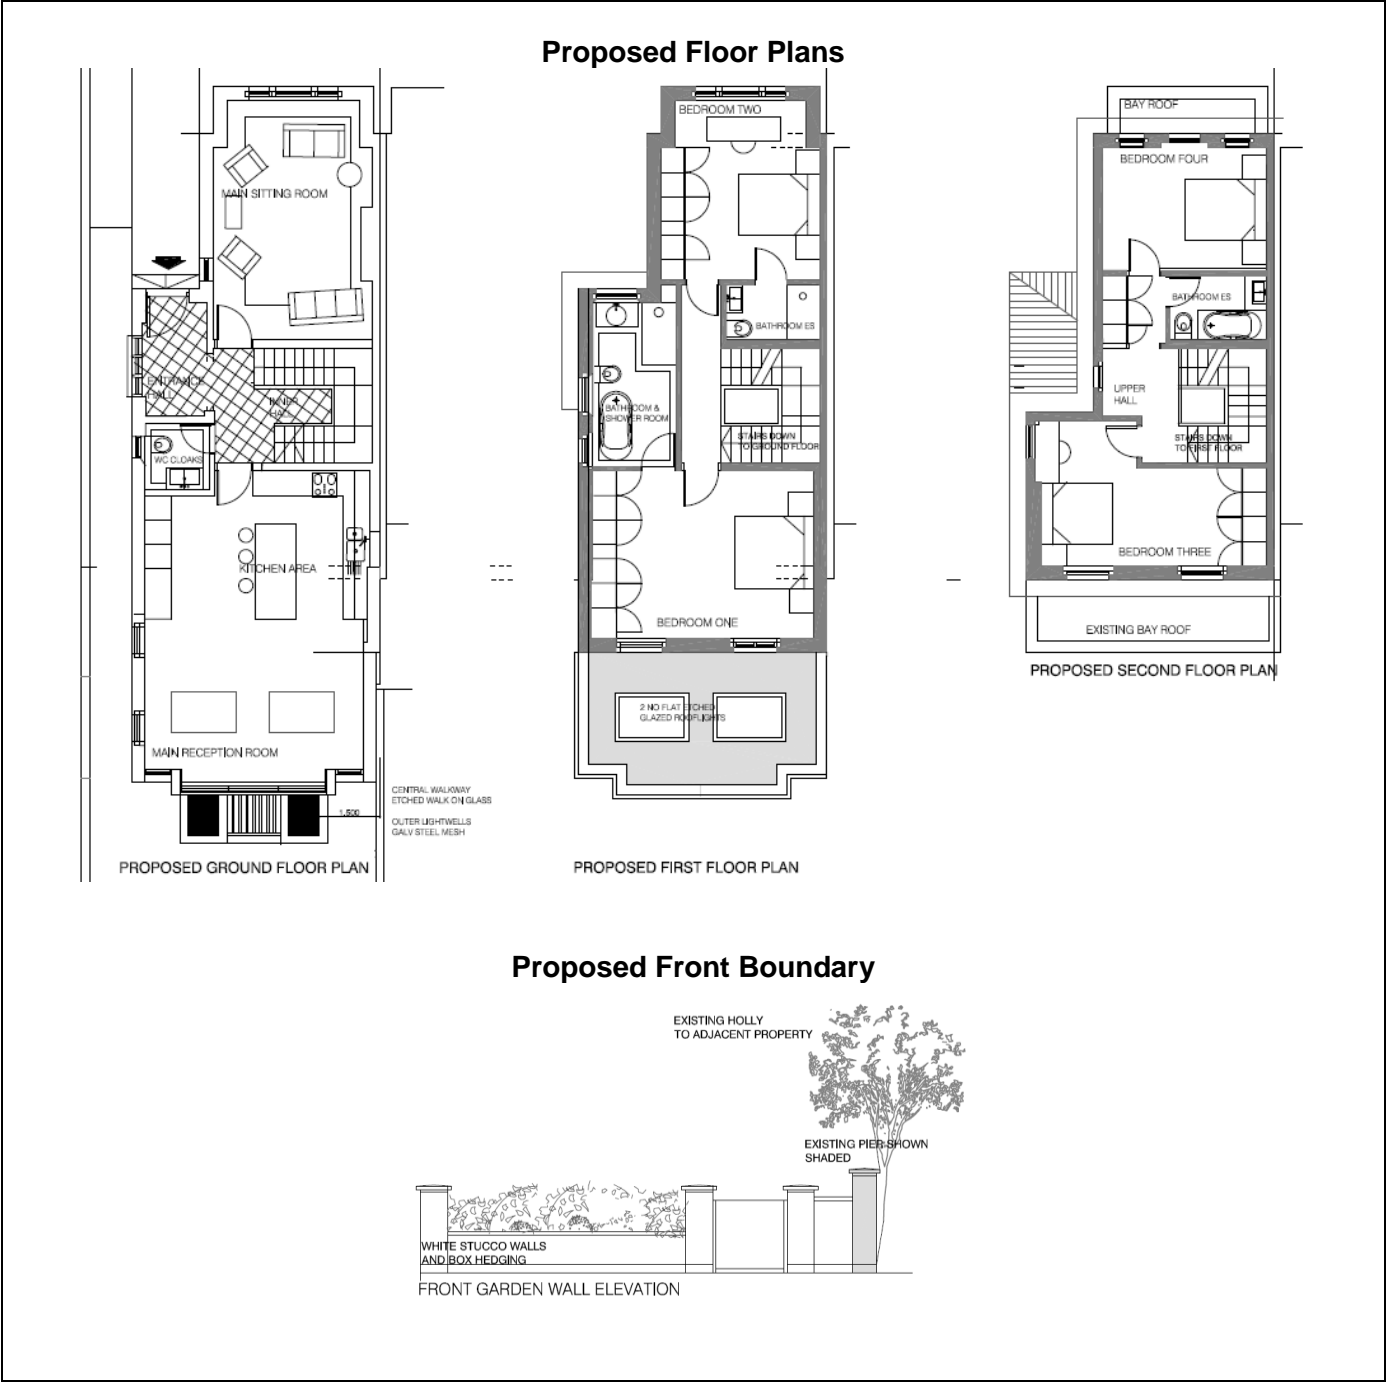 Proposed Floor Plans
MAIN SITTING ROOM
ENTRANCE
HALL
INNER
HALL
WC CLOAKS
KITCHEN AREA
MAIN RECEPTION ROOM
1,500
CENTRAL WALKWAY
ETCHED WALK ON GLASS
OUTER LIGHTWELLS
GALV STEEL MESH
PROPOSED GROUND FLOOR PLAN
BEDROOM TWO
BATHROOM ES
BATHROOM &
SHOWER ROOM
STAIRS DOWN
TO GROUND FLOOR
BEDROOM ONE
2 NO FLAT ETCHED
GLAZED ROOFLIGHTS
PROPOSED FIRST FLOOR PLAN
BAY ROOF
BEDROOM FOUR
BATHROOM ES
UPPER
HALL
STAIRS DOWN
TO FIRST FLOOR
BEDROOM THREE
EXISTING BAY ROOF
PROPOSED SECOND FLOOR PLAN
Proposed Front Boundary
EXISTING HOLLY
TO ADJACENT PROPERTY
EXISTING PIER SHOWN
SHADED
WHITE STUCCO WALLS
AND BOX HEDGING
FRONT GARDEN WALL ELEVATION